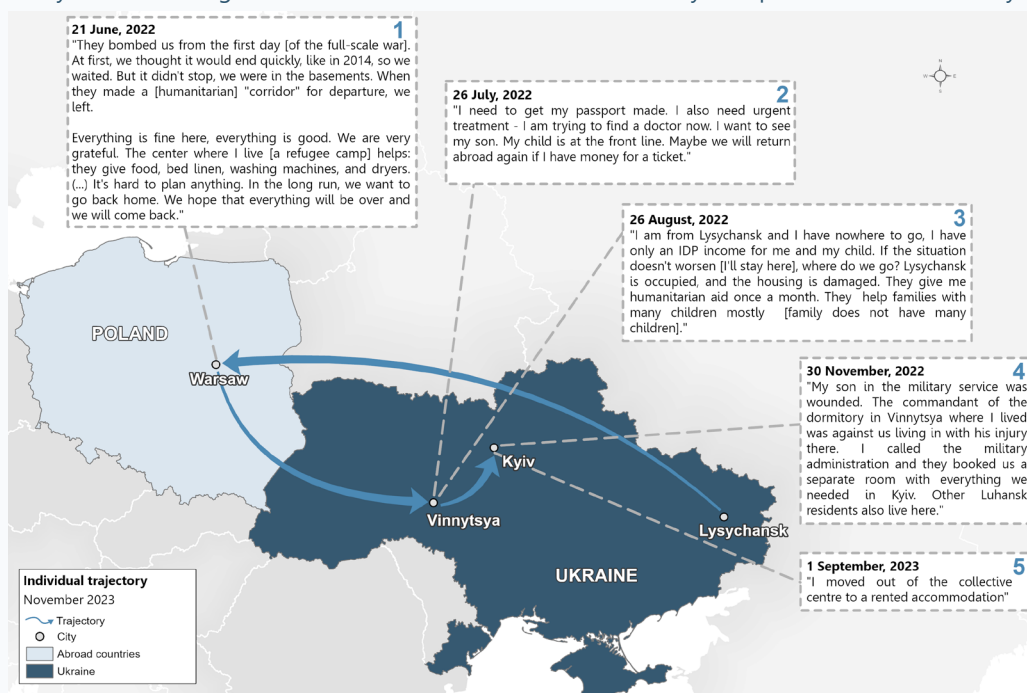 21 June, 2022
1
"They bombed us from the first day [of the full-scale war].
At first, we thought it would end quickly, like in 2014, so we
waited. But it didn't stop, we were in the basements. When
they made a [humanitarian] "corridor" for departure, we
left.
Everything is fine here, everything is good. We are very
grateful. The center where I live [a refugee camp] helps:
they give food, bed linen, washing machines, and dryers.
(...) It's hard to plan anything. In the long run, we want to
go back home. We hope that everything will be over and
we will come back."
26 July, 2022
2
"I need to get my passport made. I also need urgent
treatment - I am trying to find a doctor now. I want to see
my son. My child is at the front line. Maybe we will return
abroad again if I have money for a ticket."
26 August, 2022
3
"I am from Lysychansk and I have nowhere to go, I have
only an IDP income for me and my child. If the situation
doesn't worsen [I'll stay here], where do we go? Lysychansk
is occupied, and the housing is damaged. They give me
humanitarian aid once a month. They help families with
many children mostly [family does not have many
children]."
30 November, 2022
4
"My son in the military service was
wounded. The commandant of the
dormitory in Vinnytsya where I lived
was against us living in with his injury
there. I called the military
administration and they booked us a
separate room with everything we
needed in Kyiv. Other Luhansk
residents also live here."
1 September, 2023
5
"I moved out of the collective
centre to a rented accommodation"
N
E
S
W
POLAND
Warsaw
Kyiv
Vinnytsya
Lysychansk
UKRAINE
Individual trajectory
November 2023
Trajectory
City
Abroad countries
Ukraine